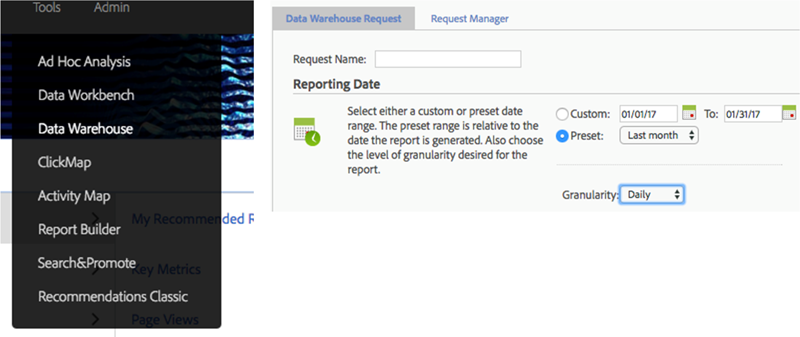 Tools Admin
Ad Hoc Analysis
Data Workbench
Data Warehouse
ClickMap
Activity Map
Report Builder
Search&Promote
Recommendations Classic
My Recommended R
Key Metrics
Page Views
Data Warehouse Request Request Manager
Request Name:
Reporting Date
Select either a custom or preset date
range. The preset range is relative to
the date the report is generated. Also choose
the level of granularity desired for the
report.
Custom: 01/01/17 To: 01/31/17
Preset: Last month
Granularity: Daily